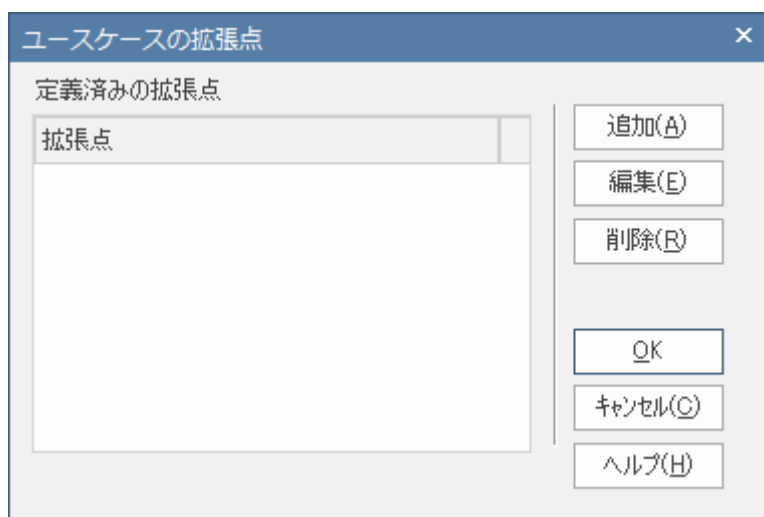 ユースケースの拡張点
定義済みの拡張点
拡張点
追加(A)
編集(E)
削除(R)
OK
キャンセル(C)
ヘルプ(H)